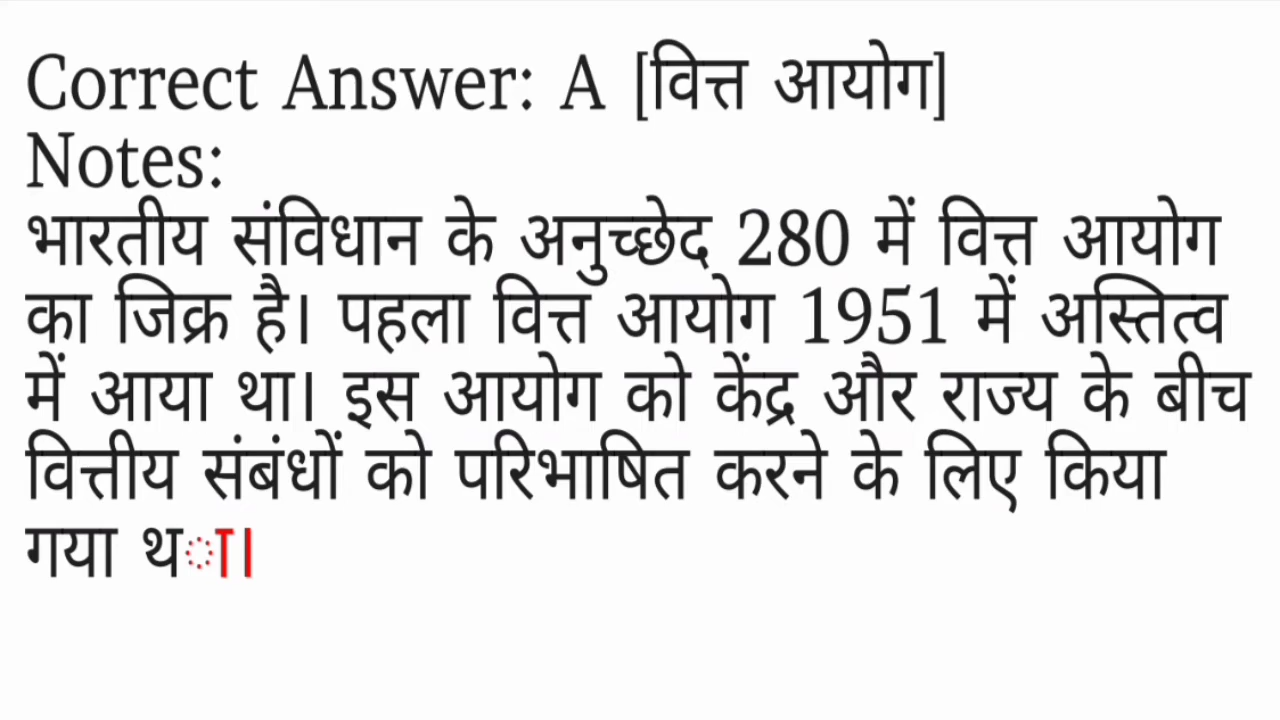 Correct Answer: A [वित्त आयोग]
Notes:
भारतीय संविधान के अनुच्छेद 280 में वित्त आयोग
का जिक्र है। पहला वित्त आयोग 1951 में अस्तित्व
में आया था। इस आयोग को केंद्र और राज्य के बीच
वित्तीय संबंधों को परिभाषित करने के लिए किया
गया था।